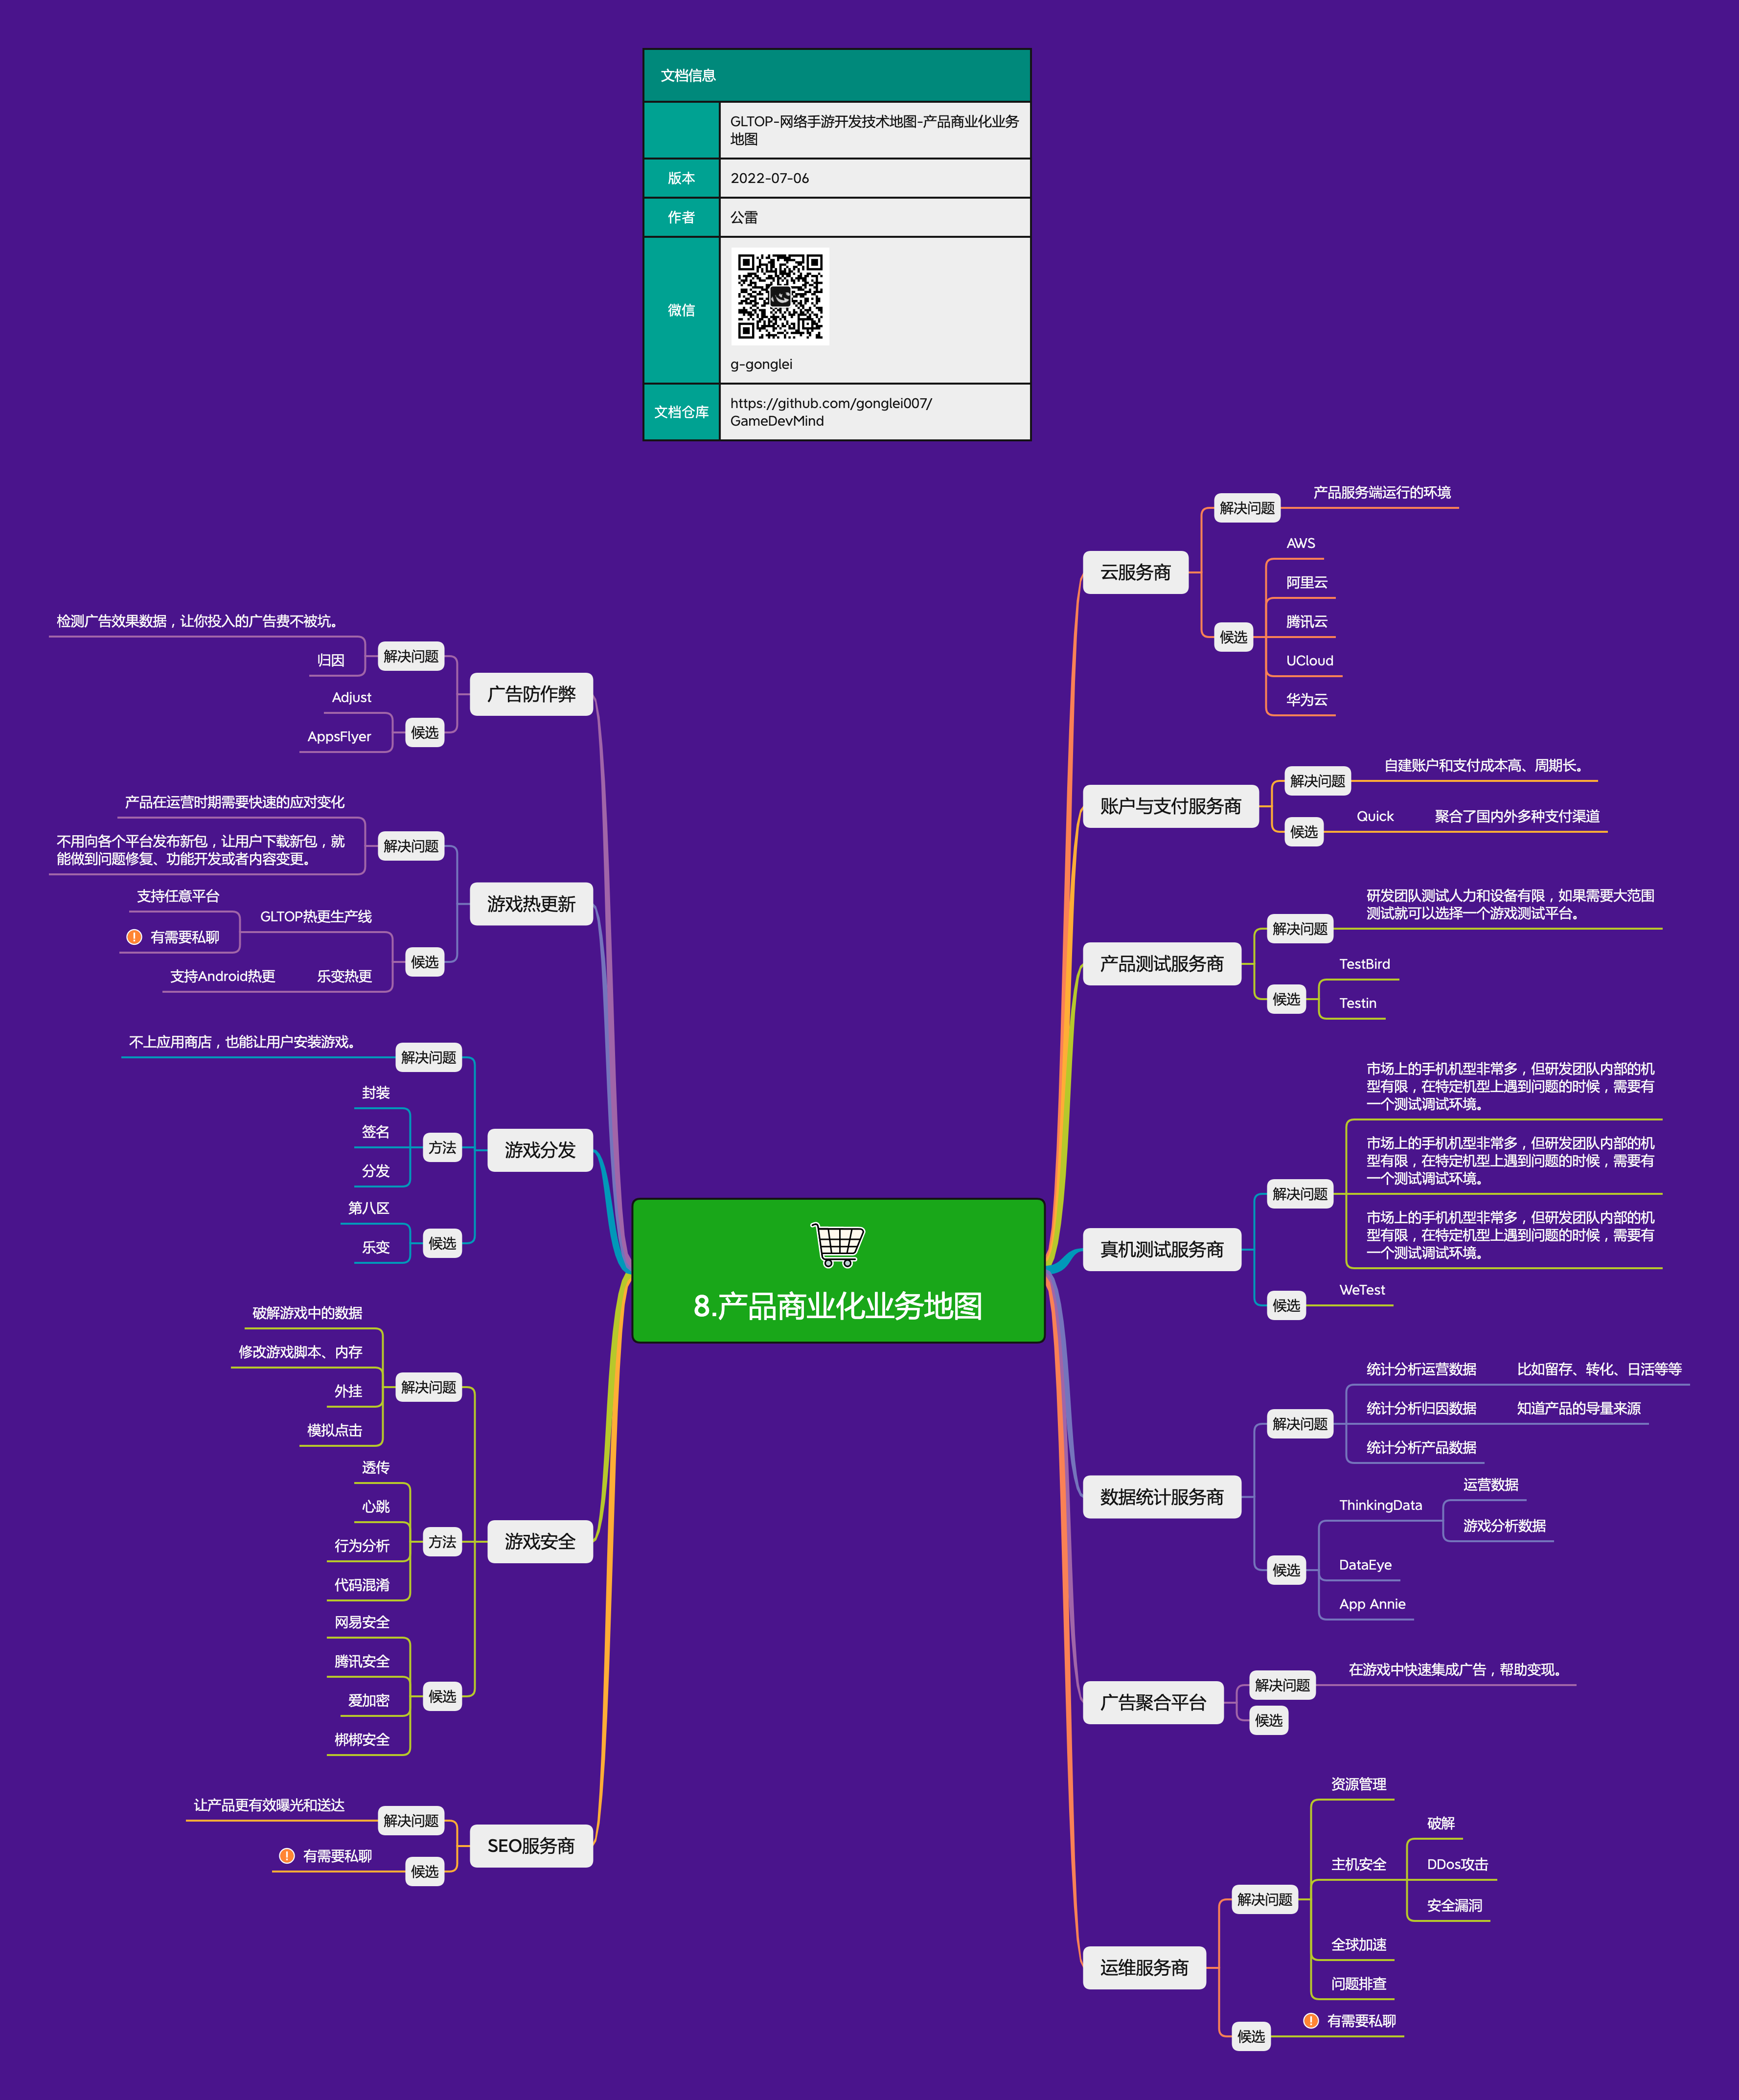 文档信息
GLTOP-网络手游开发技术地图-产品商业化业务
地图
版本
2022-07-06
作者
公雷
微信
g-gonglei
文档仓库
https://github.com/gonglei007/
GameDevMind
8.产品商业化业务地图
云服务商
解决问题
产品服务端运行的环境
候选
AWS
阿里云
腾讯云
UCloud
华为云
账户与支付服务商
解决问题
自建账户和支付成本高、周期长。
候选
Quick
聚合了国内外多种支付渠道
产品测试服务商
解决问题
研发团队测试人力和设备有限，如果需要大范围
测试就可以选择一个游戏测试平台。
候选
TestBird
Testin
真机测试服务商
解决问题
市场上的手机机型非常多，但研发团队内部的机
型有限，在特定机型上遇到问题的时候，需要有
一个测试调试环境。
市场上的手机机型非常多，但研发团队内部的机
型有限，在特定机型上遇到问题的时候，需要有
一个测试调试环境。
市场上的手机机型非常多，但研发团队内部的机
型有限，在特定机型上遇到问题的时候，需要有
一个测试调试环境。
候选
WeTest
数据统计服务商
解决问题
统计分析运营数据
比如留存、转化、日活等等
统计分析归因数据
知道产品的导量来源
统计分析产品数据
候选
ThinkingData
运营数据
游戏分析数据
DataEye
App Annie
广告聚合平台
解决问题
在游戏中快速集成广告，帮助变现。
候选
运维服务商
解决问题
资源管理
主机安全
破解
DDos攻击
安全漏洞
全球加速
问题排查
候选
有需要私聊
广告防作弊
解决问题
检测广告效果数据，让你投入的广告费不被坑。
归因
候选
Adjust
AppsFlyer
游戏热更新
解决问题
产品在运营时期需要快速的应对变化
不用向各个平台发布新包，让用户下载新包，就
能做到问题修复、功能开发或者内容变更。
候选
GLTOP热更生产线
支持任意平台
有需要私聊
乐变热更
支持Android热更
游戏分发
解决问题
不上应用商店，也能让用户安装游戏。
方法
封装
签名
分发
候选
第八区
乐变
游戏安全
解决问题
破解游戏中的数据
修改游戏脚本、内存
外挂
模拟点击
方法
透传
心跳
行为分析
代码混淆
候选
网易安全
腾讯安全
爱加密
梆梆安全
SEO服务商
解决问题
让产品更有效曝光和送达
候选
有需要私聊